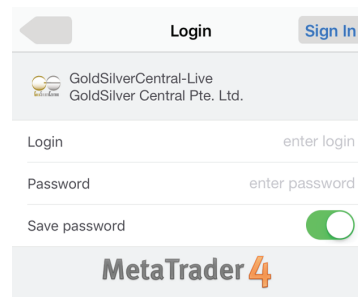 Login
Sign In
GoldSilverCentral-Live
GoldSilver Central Pte. Ltd.
Login enter login
Password enter password
Save password
MetaTrader 4